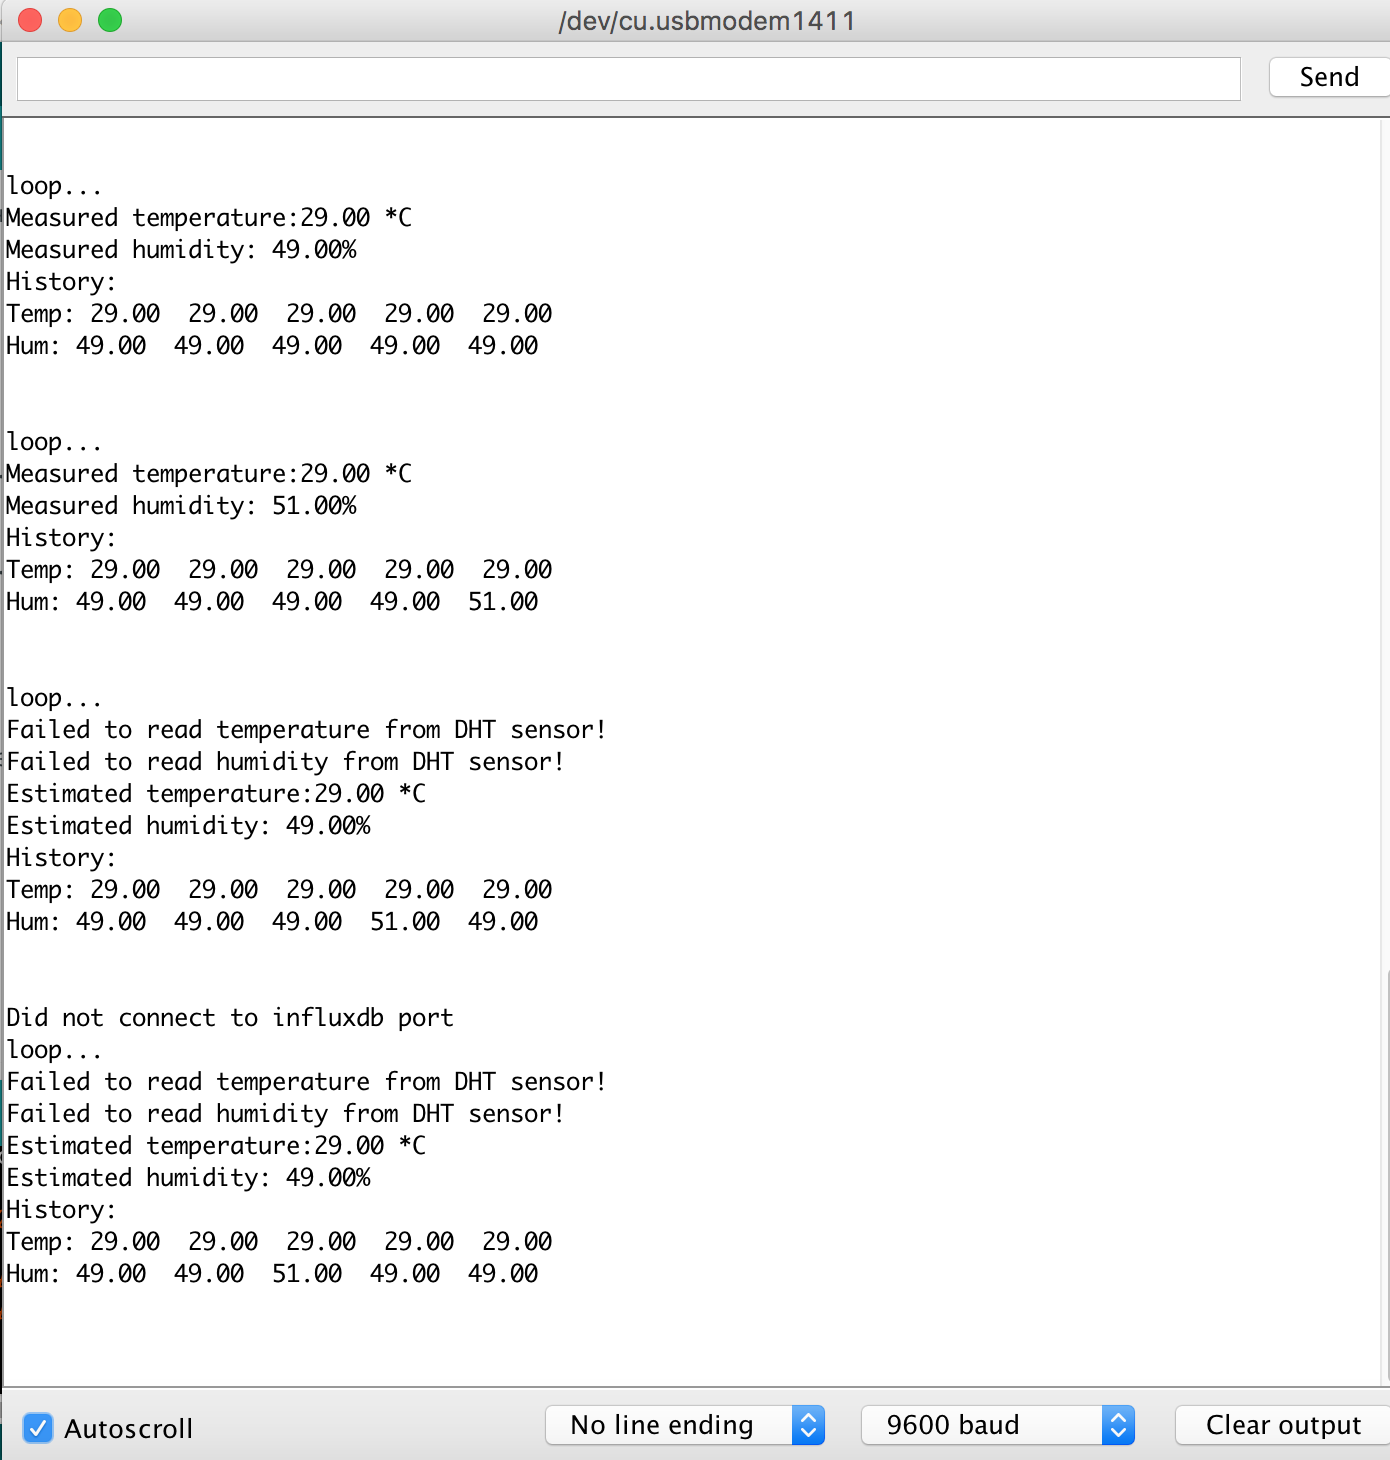 /dev/cu.usbmodem1411
Send
loop...
Measured temperature:29.00 *C
Measured humidity: 49.00%
History:
Temp: 29.00  29.00  29.00  29.00  29.00
Hum: 49.00  49.00  49.00  49.00  49.00
loop...
Measured temperature:29.00 *C
Measured humidity: 51.00%
History:
Temp: 29.00  29.00  29.00  29.00  29.00
Hum: 49.00  49.00  49.00  49.00  51.00
loop...
Failed to read temperature from DHT sensor!
Failed to read humidity from DHT sensor!
Estimated temperature:29.00 *C
Estimated humidity: 49.00%
History:
Temp: 29.00  29.00  29.00  29.00  29.00
Hum: 49.00  49.00  49.00  51.00  49.00
Did not connect to influxdb port
loop...
Failed to read temperature from DHT sensor!
Failed to read humidity from DHT sensor!
Estimated temperature:29.00 *C
Estimated humidity: 49.00%
History:
Temp: 29.00  29.00  29.00  29.00  29.00
Hum: 49.00  49.00  51.00  49.00  49.00
Autoscroll
No line ending
9600 baud
Clear output